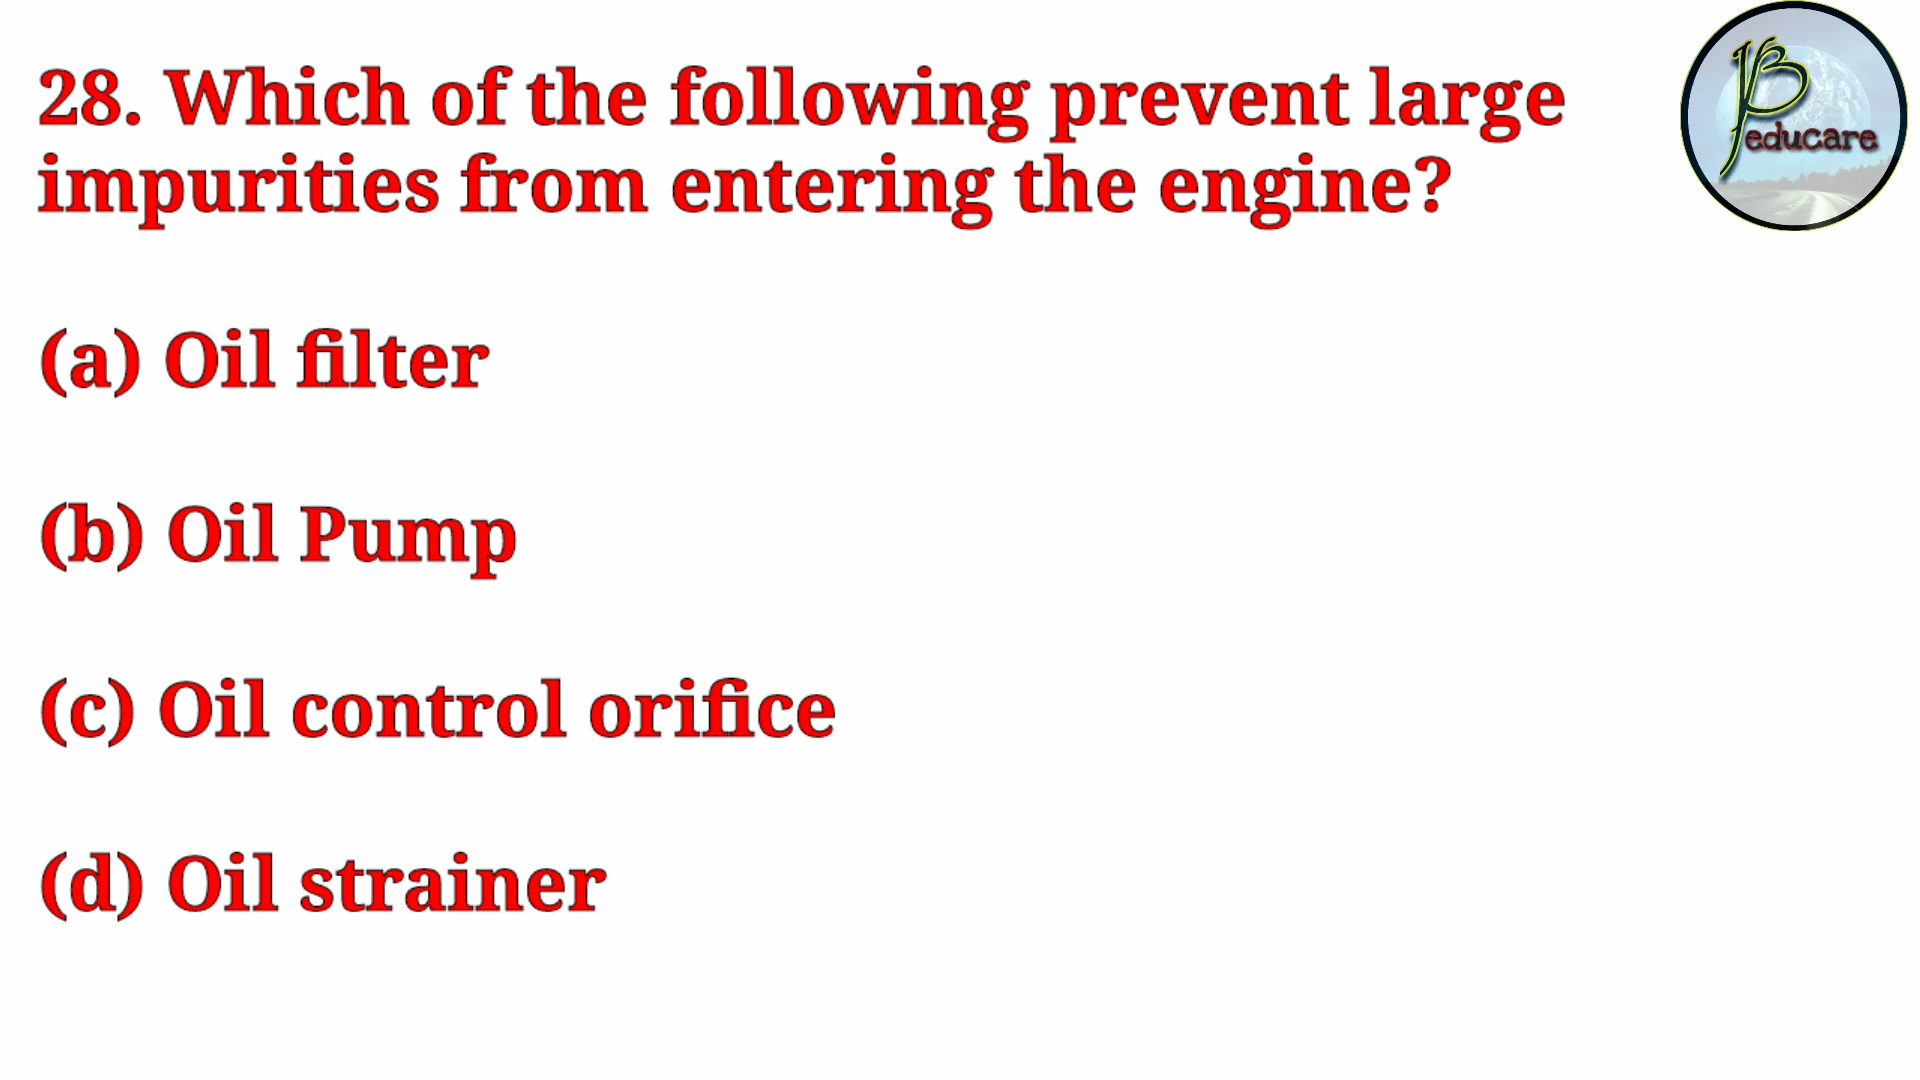 28. Which of the following prevent large
impurities from entering the engine?
(a) Oil filter
(b) Oil Pump
(c) Oil control orifice
(d) Oil strainer
educare